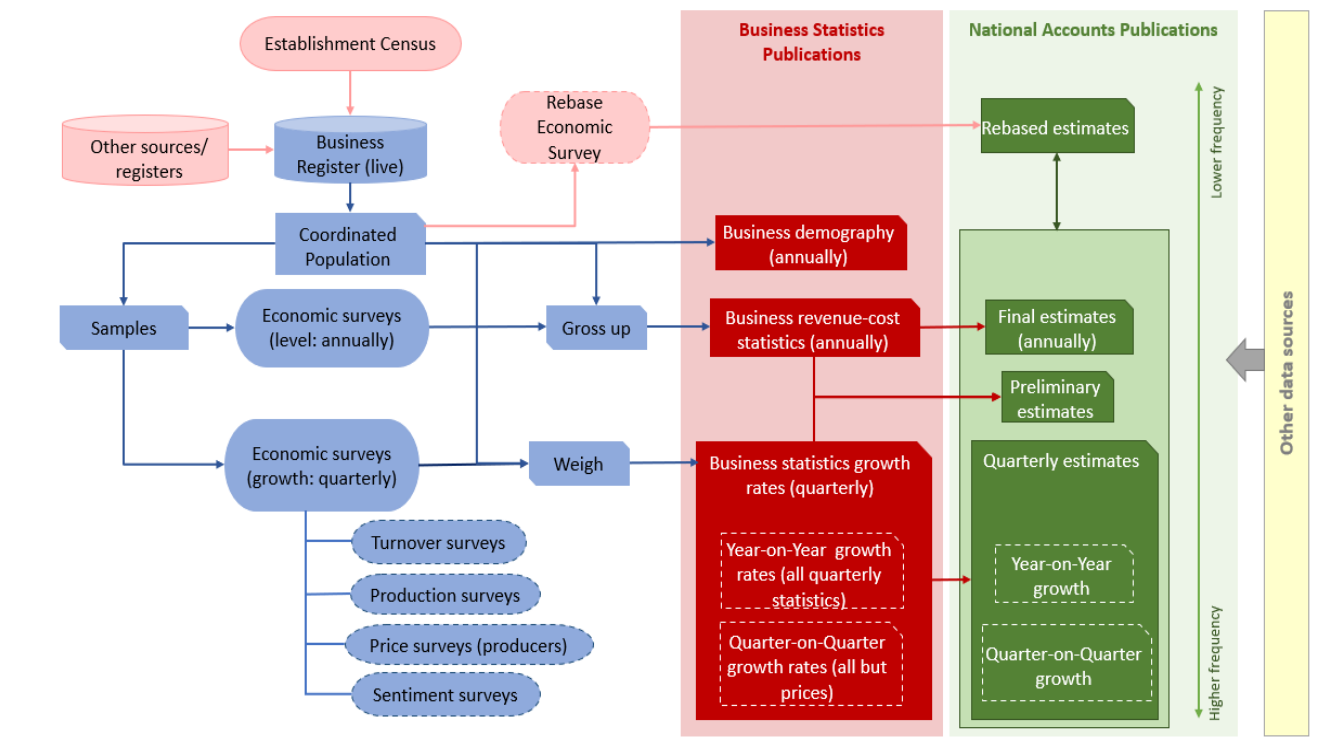 Establishment Census
Other sources/
registers
Business
Register (live)
Rebase
Economic
Survey
Coordinated
Population
Samples
Economic surveys
(level: annually)
Gross up
Economic surveys
(growth: quarterly)
Weigh
Turnover surveys
Production surveys
Price surveys (producers)
Sentiment surveys
Business Statistics
Publications
Business demography
(annually)
Business revenue-cost
statistics (annually)
Business statistics growth
rates (quarterly)
Year-on-Year growth
rates (all quarterly
statistics)
Quarter-on-Quarter
growth rates (all but
prices)
National Accounts Publications
Rebased estimates
Final estimates
(annually)
Preliminary
estimates
Quarterly estimates
Year-on-Year
growth
Quarter-on-Quarter
growth
Lower frequency
Higher frequency
Other data sources